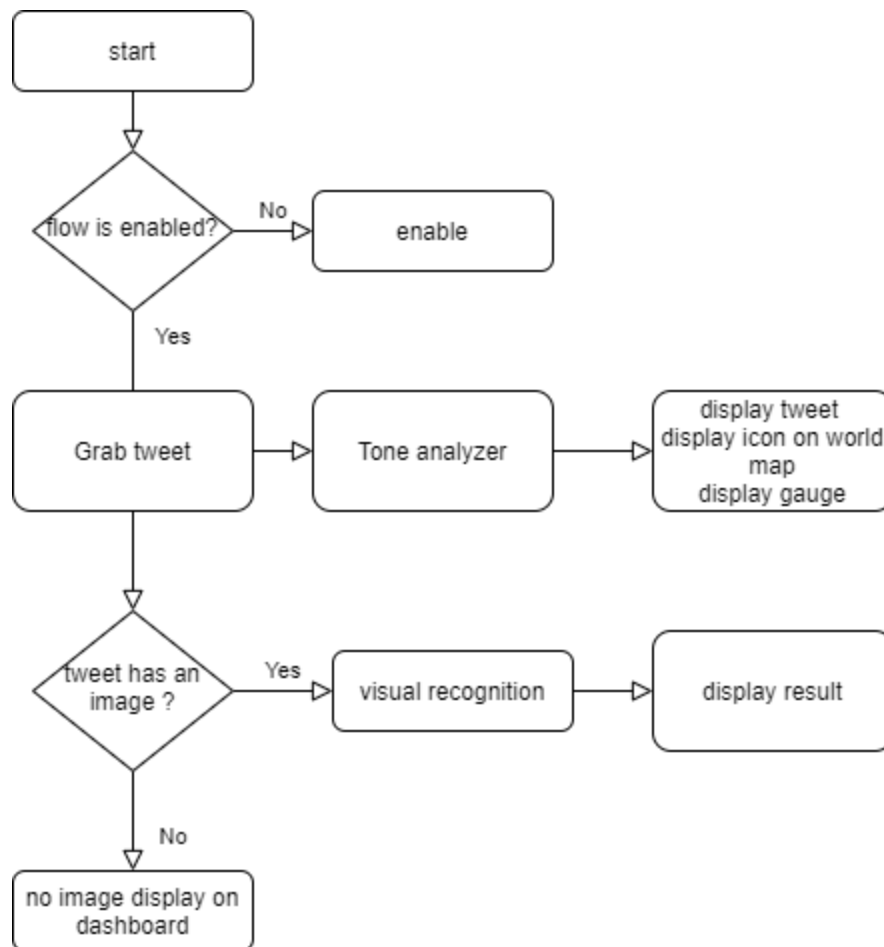 start
flow is enabled?
No
enable
Yes
Grab tweet
Tone analyzer
display tweet
display icon on world
map
display gauge
tweet has an
image ?
Yes
visual recognition
display result
No
no image display on
dashboard